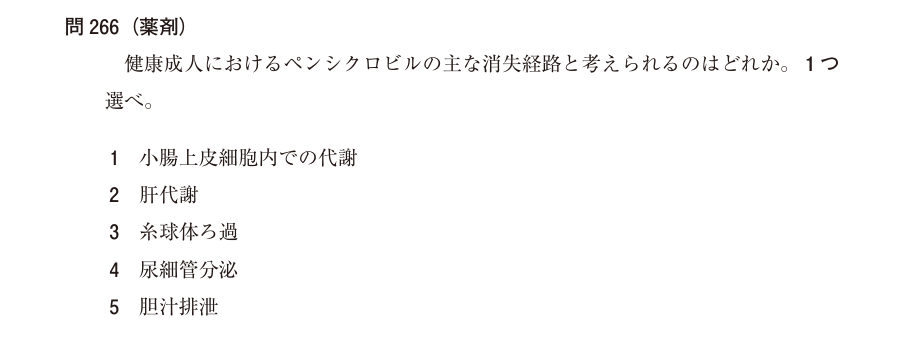 問 266（薬剤）
健康成人におけるペンシクロビルの主な消失経路と考えられるのはどれか。1つ
選べ。
1 小腸上皮細胞内での代謝
2 肝代謝
3 糸球体ろ過
4 尿細管分泌
5 胆汁排泄